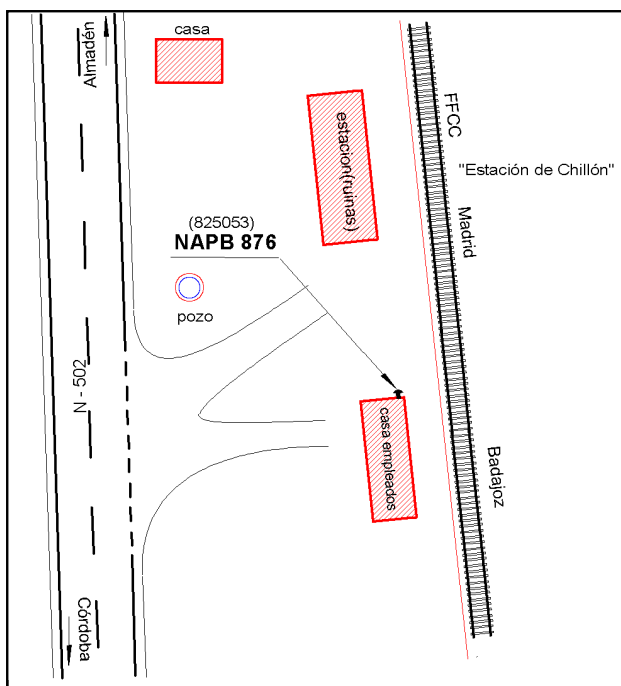 casa
Almadén
FFCC
estacion(ruinas)
"Estación de Chillón"
Madrid
(825053)
NAPB 876
pozo
N - 502
casa empleados
Badajoz
Córdoba